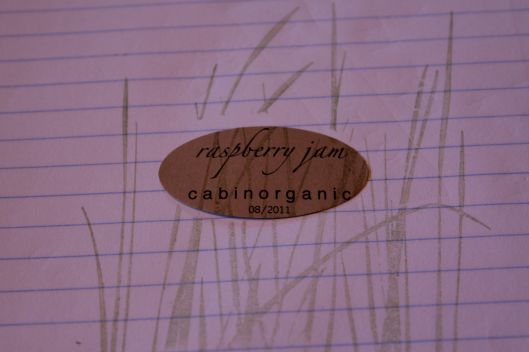 raspberry jam
cabinorganic
08/2011